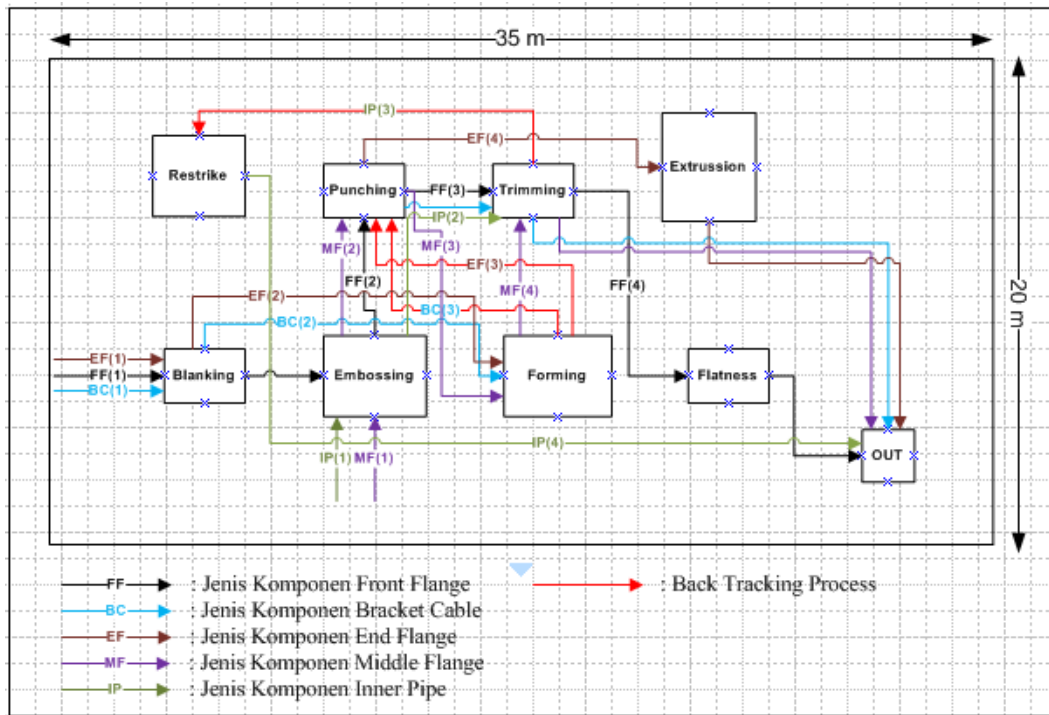 35 m
20 m
IP(3)
EF(4)
Restrike
Punching
FF(3)
Trimming
Extrussion
IP(2)
MF(2)
MF(3)
EF(3)
FF(2)
MF(4)
FF(4)
EF(2)
BC(2)
BC(3)
EF(1)
FF(1)
BC(1)
Blanking
Embossing
Forming
Flatness
IP(4)
IP(1)
MF(1)
OUT
FF : Jenis Komponen Front Flange
: Back Tracking Process
BC : Jenis Komponen Bracket Cable
EF : Jenis Komponen End Flange
MF : Jenis Komponen Middle Flange
IP : Jenis Komponen Inner Pipe